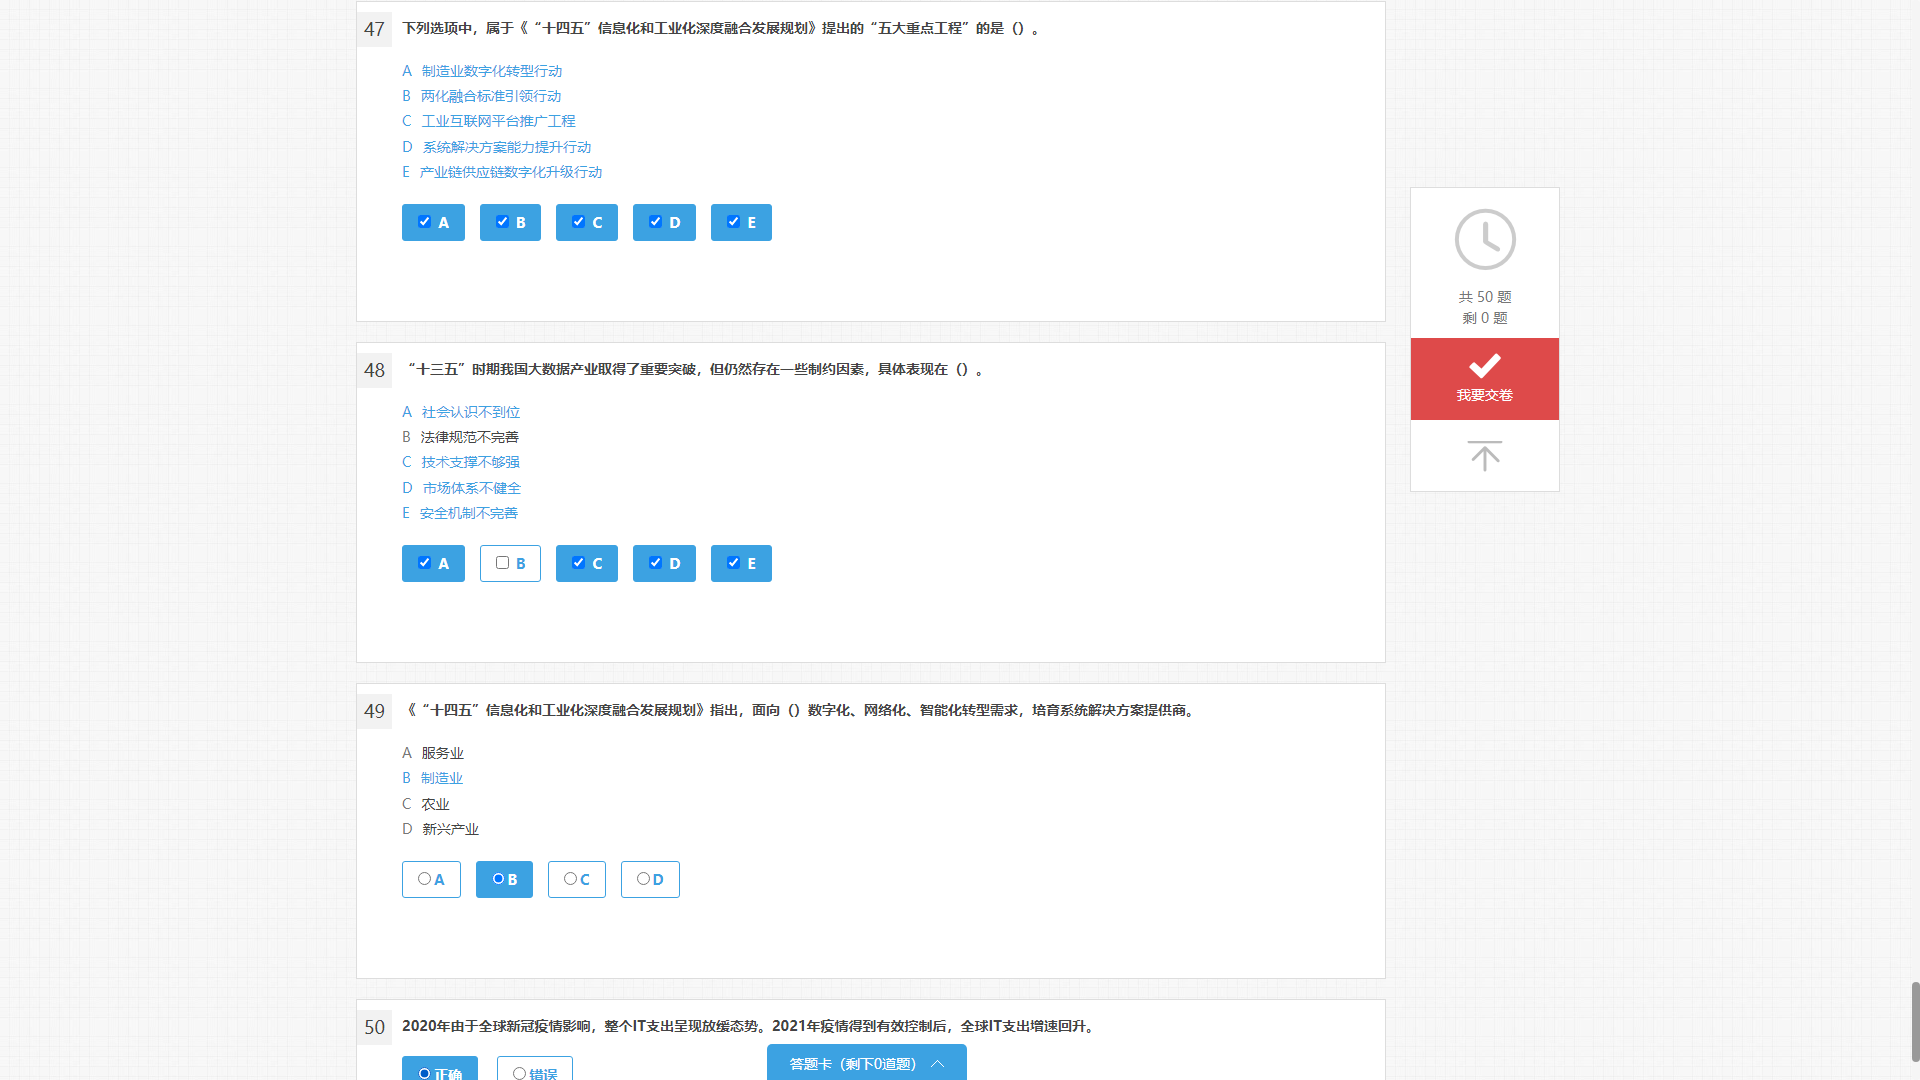 47 下列选项中，属于《“十四五”信息化和工业化深度融合发展规划》提出的“五大重点工程”的是（）。
A 制造业数字化转型行动
B 两化融合标准引领行动
C 工业互联网平台推广工程
D 系统解决方案能力提升行动
E 产业链供应链数字化升级行动
A B C D E
共 50 题
剩 0 题
我要交卷
48 “十三五”时期我国大数据产业取得了重要突破，但仍然存在一些制约因素，具体表现在（）。
A 社会认识不到位
B 法律规范不完善
C 技术支撑不够强
D 市场体系不健全
E 安全机制不完善
A B C D E
49 《“十四五”信息化和工业化深度融合发展规划》指出，面向（）数字化、网络化、智能化转型需求，培育系统解决方案提供商。
A 服务业
B 制造业
C 农业
D 新兴产业
A B C D
50 2020年由于全球新冠疫情影响，整个IT支出呈现放缓态势。2021年疫情得到有效控制后，全球IT支出增速回升。
正确 错误
答题卡（剩下0道题）